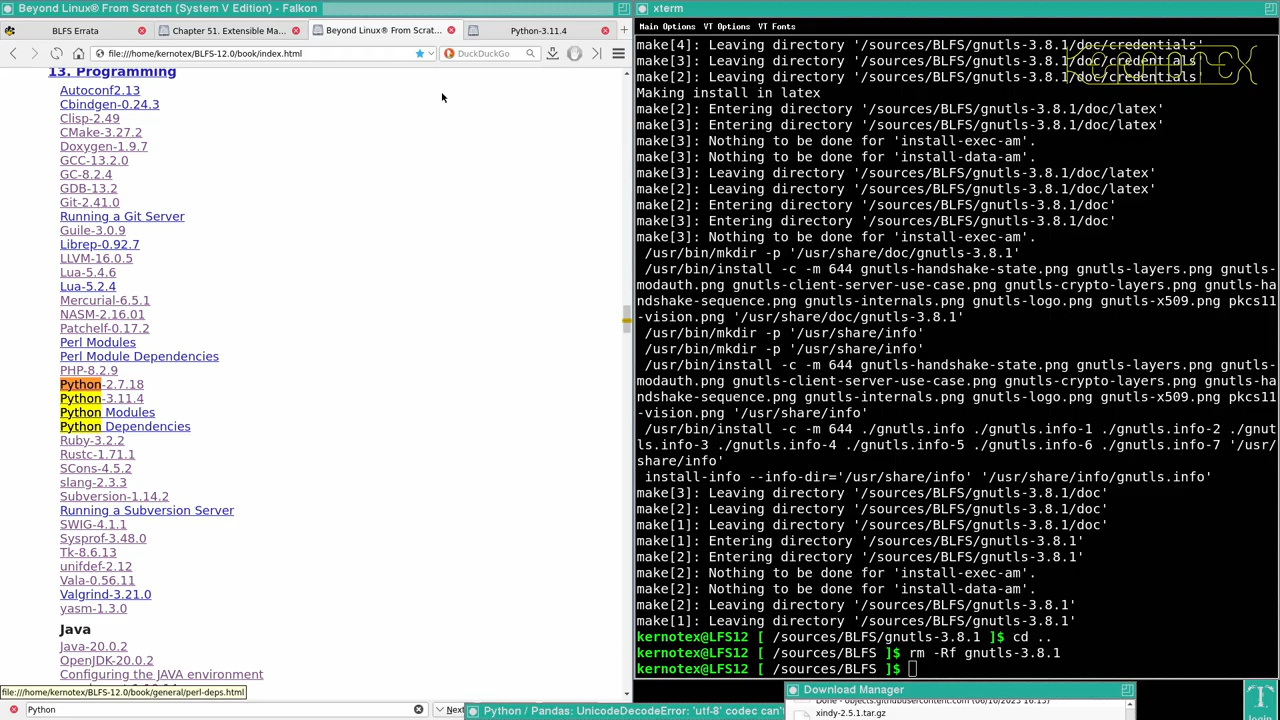 Beyond Linux® From Scratch (System V Edition) - Falkon
BLFS Errata
Chapter 51. Extensible Ma...
Beyond Linux® From Scrat...
Python-3.11.4
file:///home/kernotex/BLFS-12.0/book/index.html
DuckDuckGo
13. Programming
Autoconf2.13
Cbindgen-0.24.3
Clisp-2.49
CMake-3.27.2
Doxygen-1.9.7
GCC-13.2.0
GC-8.2.4
GDB-13.2
Git-2.41.0
Running a Git Server
Guile-3.0.9
Librep-0.92.7
LLVM-16.0.5
Lua-5.4.6
Lua-5.2.4
Mercurial-6.5.1
NASM-2.16.01
Patchelf-0.17.2
Perl Modules
Perl Module Dependencies
PHP-8.2.9
Python-2.7.18
Python-3.11.4
Python Modules
Python Dependencies
Ruby-3.2.2
Rustc-1.71.1
SCons-4.5.2
slang-2.3.3
Subversion-1.14.2
Running a Subversion Server
SWIG-4.1.1
Sysprof-3.48.0
Tk-8.6.13
unifdef-2.12
Vala-0.56.11
Valgrind-3.21.0
yasm-1.3.0
Java
Java-20.0.2
OpenJDK-20.0.2
Configuring the JAVA environment
file:///home/kernotex/BLFS-12.0/book/general/perl-deps.html
Python
Next
xterm
Main Options VT Options VT Fonts
KERNOTEX
make[4]: Leaving directory '/sources/BLFS/gnutls-3.8.1/doc/credentials'
make[3]: Leaving directory '/sources/BLFS/gnutls-3.8.1/doc/credentials'
make[2]: Leaving directory '/sources/BLFS/gnutls-3.8.1/doc/credentials'
Making install in latex
make[2]: Entering directory '/sources/BLFS/gnutls-3.8.1/doc/latex'
make[3]: Entering directory '/sources/BLFS/gnutls-3.8.1/doc/latex'
make[3]: Nothing to be done for 'install-exec-am'.
make[3]: Nothing to be done for 'install-data-am'.
make[3]: Leaving directory '/sources/BLFS/gnutls-3.8.1/doc/latex'
make[2]: Leaving directory '/sources/BLFS/gnutls-3.8.1/doc/latex'
make[2]: Entering directory '/sources/BLFS/gnutls-3.8.1/doc'
make[3]: Entering directory '/sources/BLFS/gnutls-3.8.1/doc'
make[3]: Nothing to be done for 'install-exec-am'.
/usr/bin/mkdir -p '/usr/share/doc/gnutls-3.8.1'
/usr/bin/install -c -m 644 gnutls-handshake-state.png gnutls-layers.png gnutls-
modauth.png gnutls-client-server-use-case.png gnutls-crypto-layers.png gnutls-ha
ndshake-sequence.png gnutls-internals.png gnutls-logo.png gnutls-x509.png pkcs11
-vision.png '/usr/share/doc/gnutls-3.8.1'
/usr/bin/mkdir -p '/usr/share/info'
/usr/bin/mkdir -p '/usr/share/info'
/usr/bin/install -c -m 644 gnutls-handshake-state.png gnutls-layers.png gnutls-
modauth.png gnutls-client-server-use-case.png gnutls-crypto-layers.png gnutls-ha
ndshake-sequence.png gnutls-internals.png gnutls-logo.png gnutls-x509.png pkcs11
-vision.png '/usr/share/info'
/usr/bin/install -c -m 644 ./gnutls.info ./gnutls.info-1 ./gnutls.info-2 ./gnut
ls.info-3 ./gnutls.info-4 ./gnutls.info-5 ./gnutls.info-6 ./gnutls.info-7 '/usr/
share/info'
install-info --info-dir='/usr/share/info' '/usr/share/info/gnutls.info'
make[3]: Leaving directory '/sources/BLFS/gnutls-3.8.1/doc'
make[2]: Leaving directory '/sources/BLFS/gnutls-3.8.1/doc'
make[1]: Leaving directory '/sources/BLFS/gnutls-3.8.1/doc'
make[1]: Entering directory '/sources/BLFS/gnutls-3.8.1'
make[2]: Entering directory '/sources/BLFS/gnutls-3.8.1'
make[2]: Nothing to be done for 'install-exec-am'.
make[2]: Nothing to be done for 'install-data-am'.
make[2]: Leaving directory '/sources/BLFS/gnutls-3.8.1'
make[1]: Leaving directory '/sources/BLFS/gnutls-3.8.1'
kernotex@LFS12 [ /sources/BLFS/gnutls-3.8.1 ]$ cd ..
kernotex@LFS12 [ /sources/BLFS ]$ rm -Rf gnutls-3.8.1
kernotex@LFS12 [ /sources/BLFS ]$
Download Manager
xindy-2.5.1.tar.gz
Python / Pandas: UnicodeDecodeError: 'utf-8' codec can't